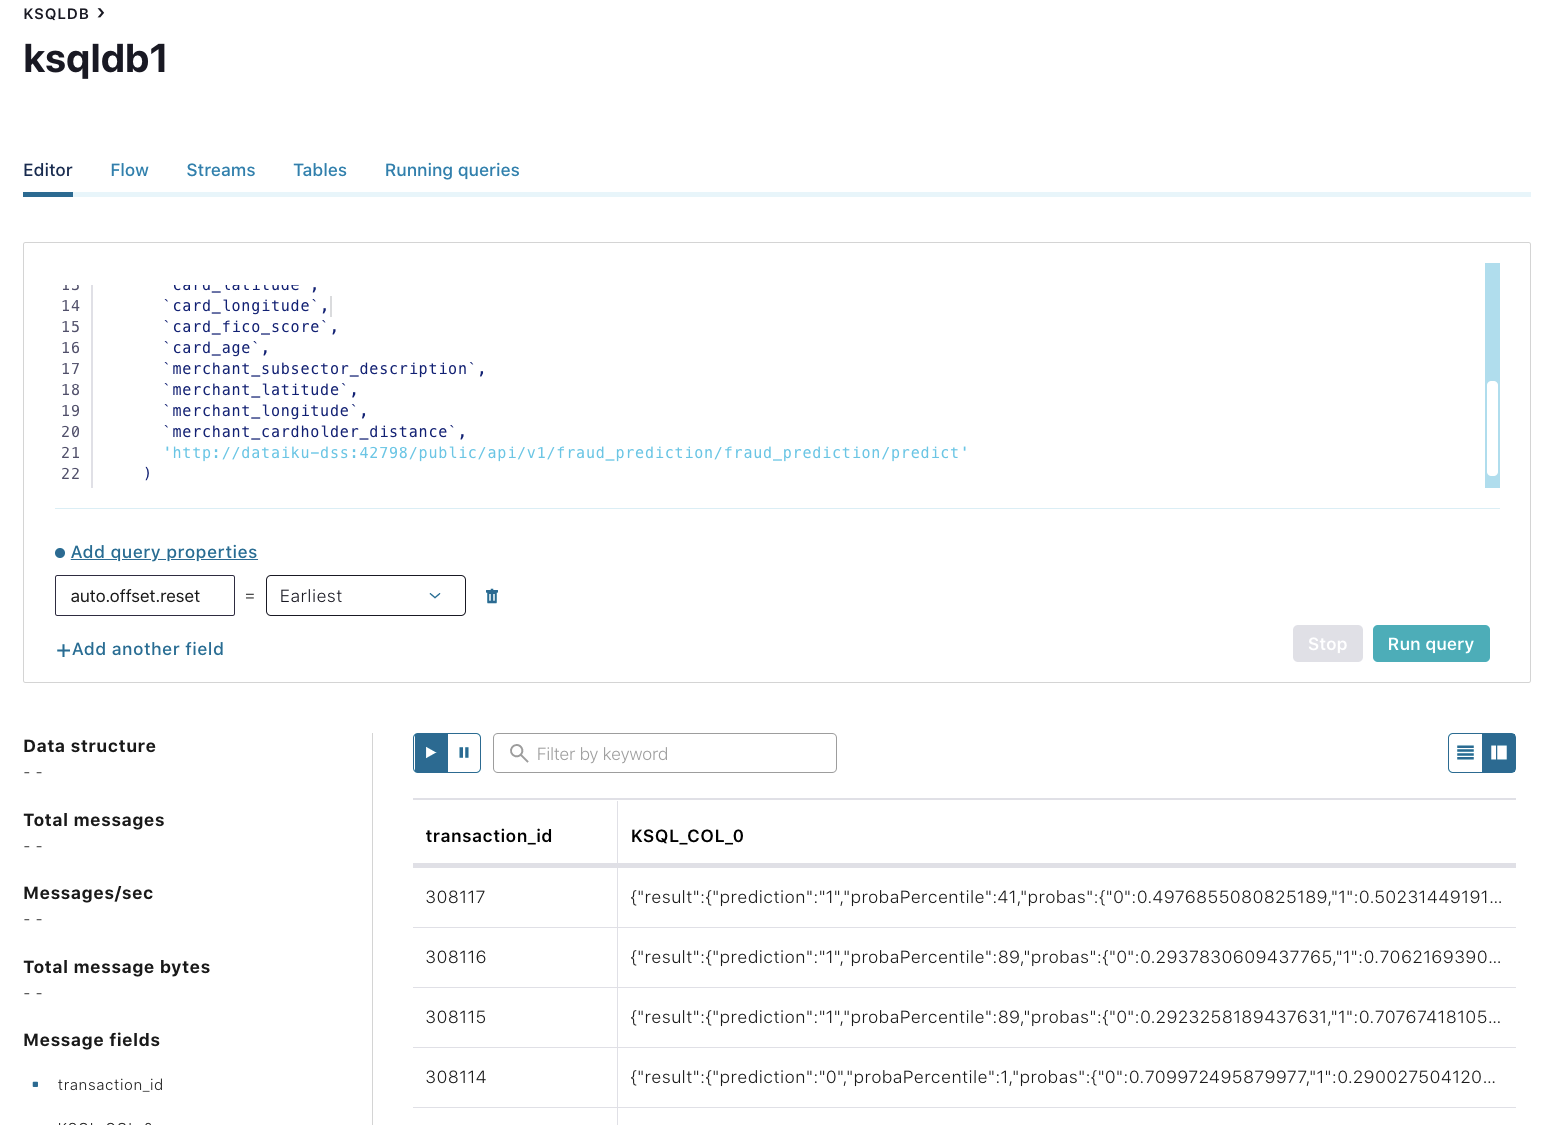 KSQLDB >
ksqldb1
Editor Flow Streams Tables Running queries
13 `card_latitude`,
14 `card_longitude`,
15 `card_fico_score`,
16 `card_age`,
17 `merchant_subsector_description`,
18 `merchant_latitude`,
19 `merchant_longitude`,
20 `merchant_cardholder_distance`,
21 'http://dataiku-dss:42798/public/api/v1/fraud_prediction/fraud_prediction/predict'
22 )
Add query properties
auto.offset.reset = Earliest
+Add another field
Stop Run query
Data structure
- -
Total messages
- -
Messages/sec
- -
Total message bytes
- -
Message fields
transaction_id
KSQL_COL_0
Filter by keyword
transaction_id KSQL_COL_0
308117 {"result":{"prediction":"1","probaPercentile":41,"probas":{"0":0.4976855080825189,"1":0.50231449191...
308116 {"result":{"prediction":"1","probaPercentile":89,"probas":{"0":0.2937830609437765,"1":0.7062169390...
308115 {"result":{"prediction":"1","probaPercentile":89,"probas":{"0":0.2923258189437631,"1":0.70767418105...
308114 {"result":{"prediction":"0","probaPercentile":1,"probas":{"0":0.709972495879977,"1":0.290027504120...